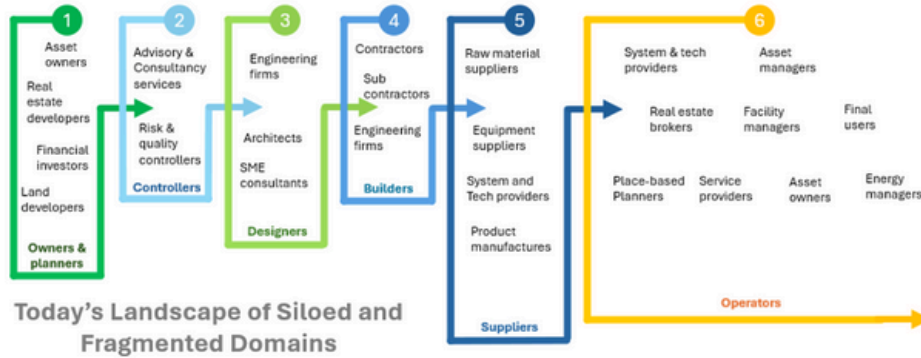 1
Asset
owners
Real
estate
developers
Financial
investors
Land
developers
Owners &
planners
2
Advisory &
Consultancy
services
Risk &
quality
controllers
Controllers
3
Engineering
firms
Architects
SME
consultants
Designers
4
Contractors
Sub
contractors
Engineering
firms
Builders
5
Raw material
suppliers
Equipment
suppliers
System and
Tech providers
Product
manufactures
Suppliers
6
System & tech
providers
Asset
managers
Real estate
brokers
Facility
managers
Final
users
Place-based
Planners
Service
providers
Asset
owners
Energy
managers
Operators
Today's Landscape of Siloed and
Fragmented Domains